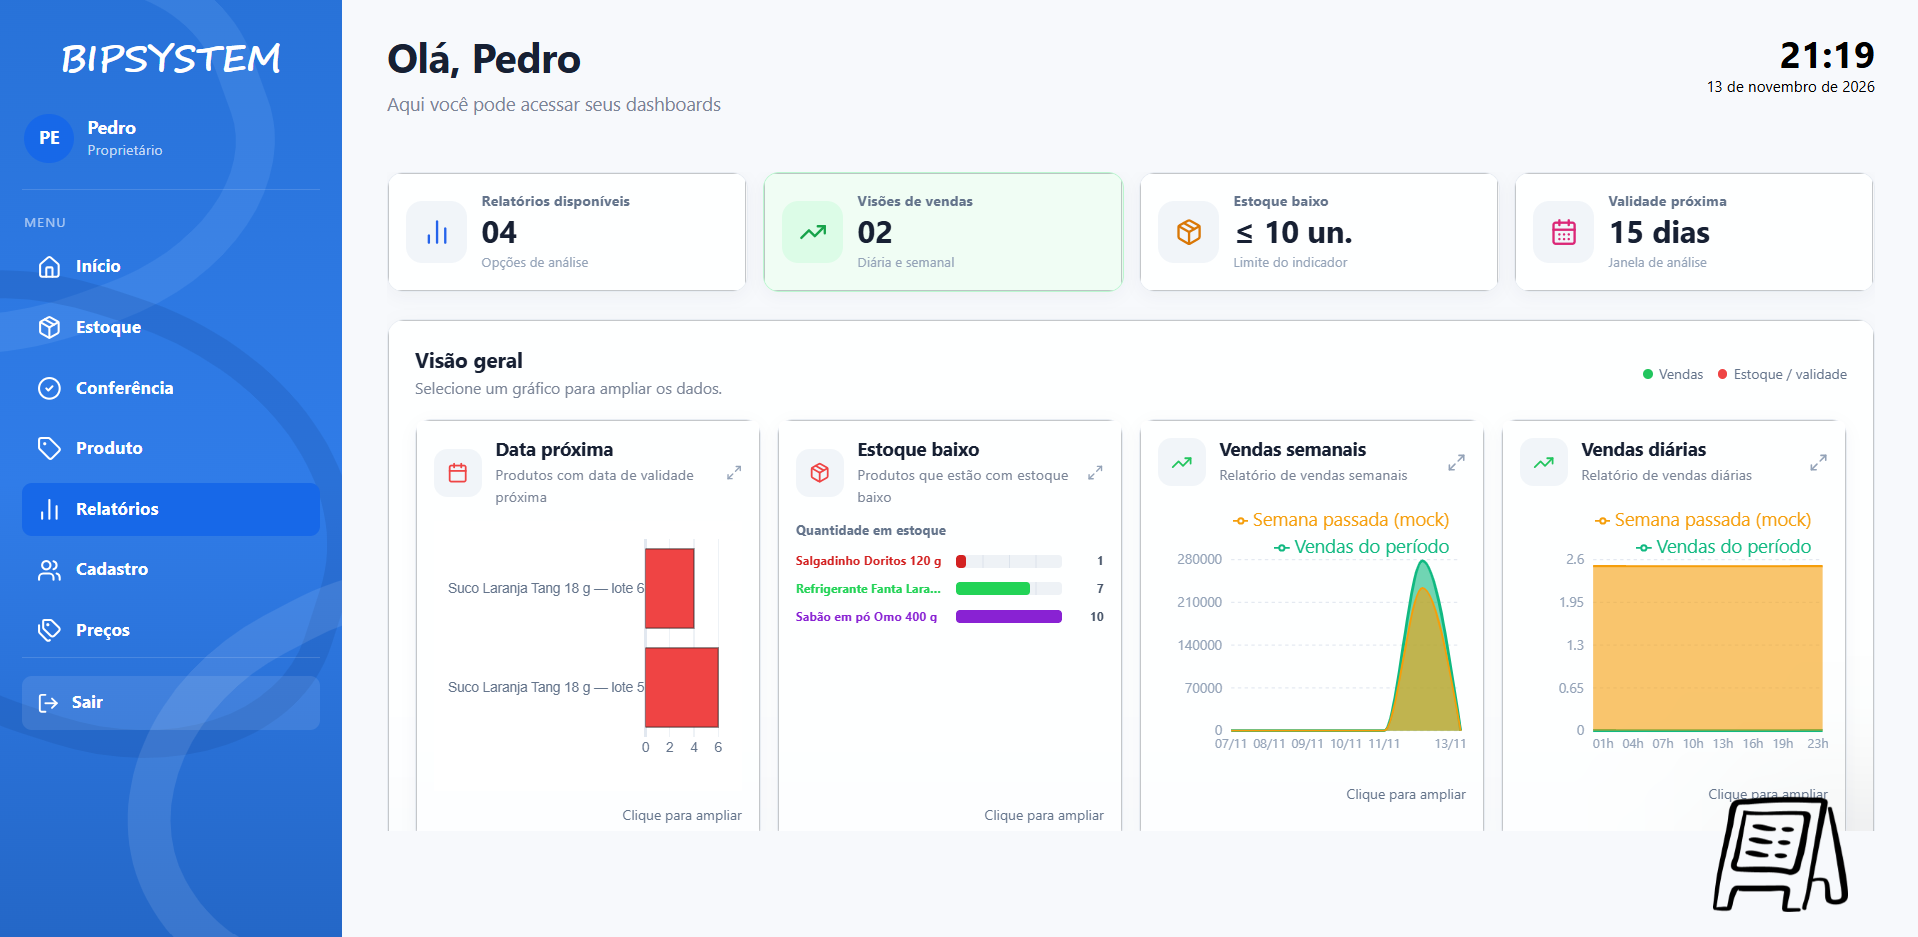 BIPSYSTEM
PE
Pedro
Proprietário
MENU
Início
Estoque
Conferência
Produto
Relatórios
Cadastro
Preços
Sair
Olá, Pedro
Aqui você pode acessar seus dashboards
21:19
13 de novembro de 2026
Relatórios disponíveis
04
Opções de análise
Visões de vendas
02
Diária e semanal
Estoque baixo
≤ 10 un.
Limite do indicador
Validade próxima
15 dias
Janela de análise
Visão geral
Selecione um gráfico para ampliar os dados.
Vendas
Estoque / validade
Data próxima
Produtos com data de validade
próxima
Suco Laranja Tang 18 g — lote 6
Suco Laranja Tang 18 g — lote 5
0 2 4 6
Clique para ampliar
Estoque baixo
Produtos que estão com estoque
baixo
Quantidade em estoque
Salgadinho Doritos 120 g 1
Refrigerante Fanta Lara... 7
Sabão em pó Omo 400 g 10
Clique para ampliar
Vendas semanais
Relatório de vendas semanais
Semana passada (mock)
Vendas do período
280000
210000
140000
70000
0
07/11 08/11 09/11 10/11 11/11 13/11
Clique para ampliar
Vendas diárias
Relatório de vendas diárias
Semana passada (mock)
Vendas do período
2.6
1.95
1.3
0.65
0
01h 04h 07h 10h 13h 16h 19h 23h
Clique para ampliar